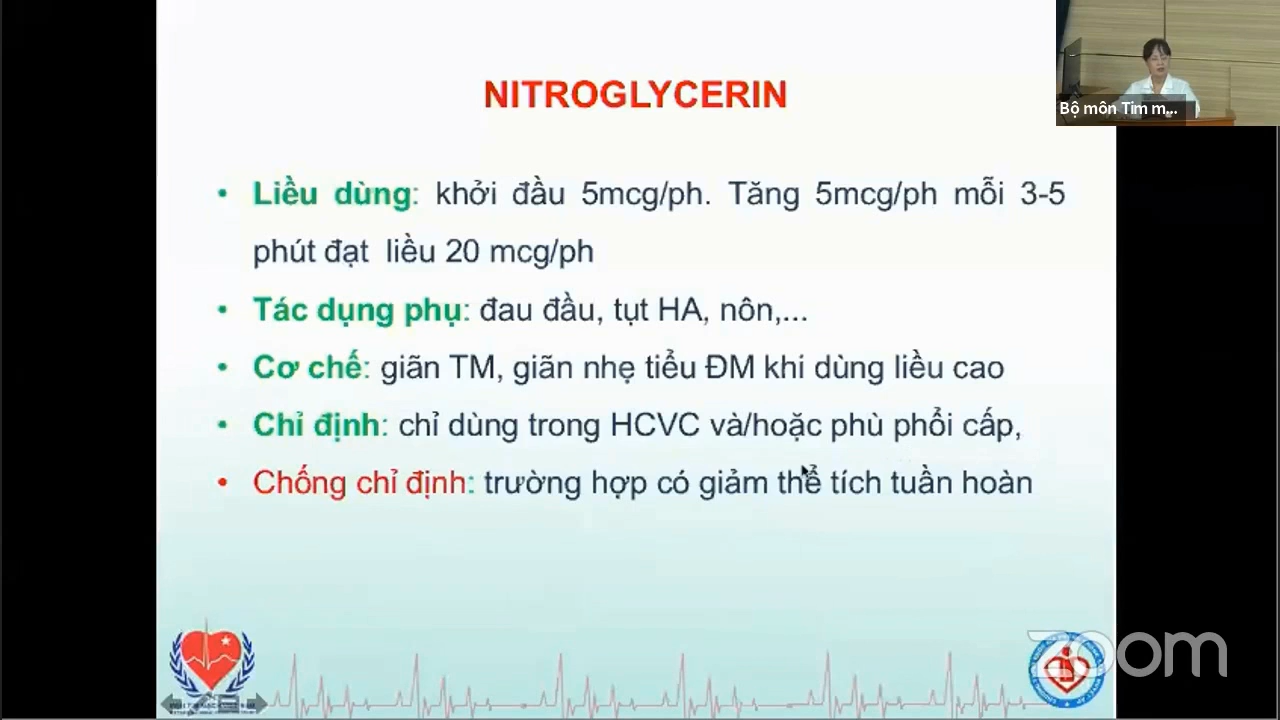 NITROGLYCERIN
Bộ môn Tim m...
• Liều dùng: khởi đầu 5mcg/ph. Tăng 5mcg/ph mỗi 3-5
phút đạt liều 20 mcg/ph
• Tác dụng phụ: đau đầu, tụt HA, nôn,...
• Cơ chế: giãn TM, giãn nhẹ tiểu ĐM khi dùng liều cao
• Chỉ định: chỉ dùng trong HCVC và/hoặc phù phổi cấp,
• Chống chỉ định: trường hợp có giảm thể tích tuần hoàn
zoom